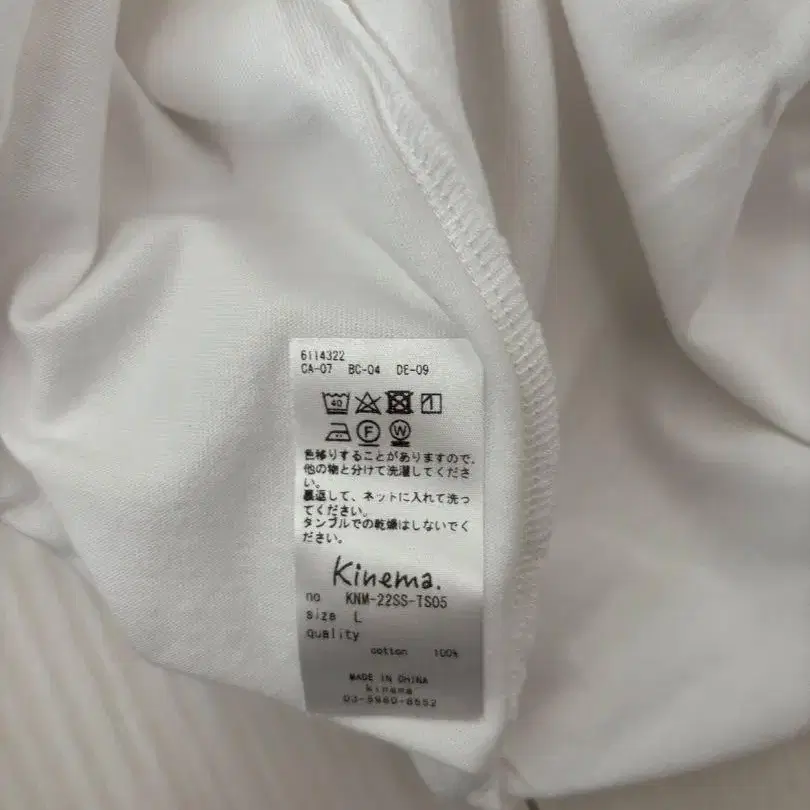 6114322
CA-07 BC-04 DE-09
40
F W
色移りすることがありますので、
他の物と分けて洗濯してくださ
い。
裏返して、ネットに入れて洗っ
てください。
タンブルでの乾燥はしないでく
ださい。
Kinema.
no KNM-22SS-TS05
size L
quality
cotton 100%
MADE IN CHINA
kinema
03-5980-8552